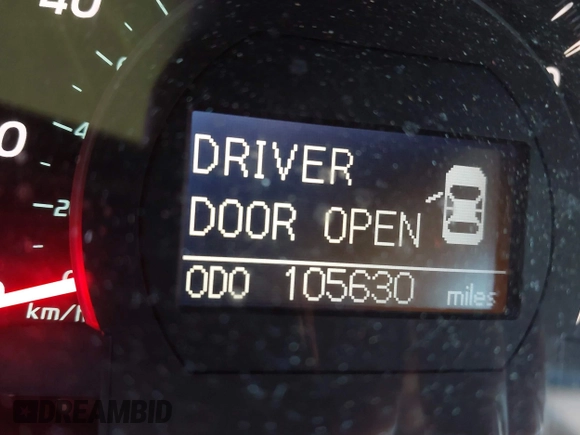 40
DRIVER
DOOR OPEN
ODO 105630 miles
km/h
DREAMBID